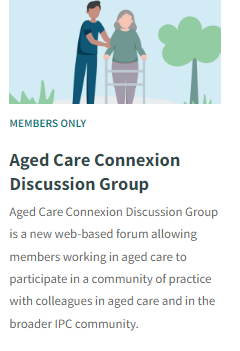 MEMBERS ONLY
Aged Care Connexion
Discussion Group
Aged Care Connexion Discussion Group
is a new web-based forum allowing
members working in aged care to
participate in a community of practice
with colleagues in aged care and in the
broader IPC community.